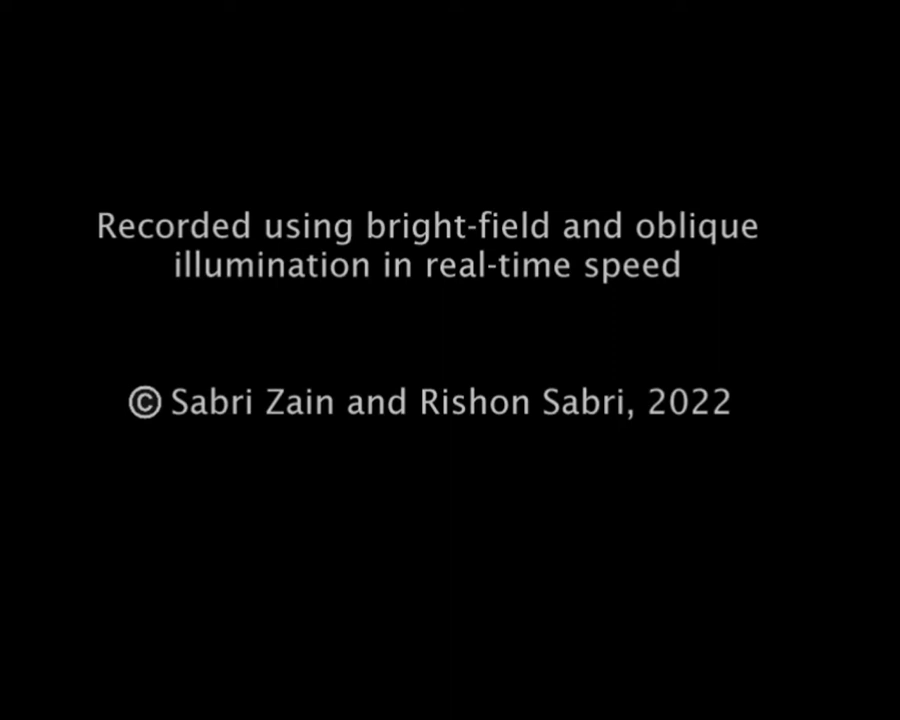 Recorded using bright-field and oblique
illumination in real-time speed
© Sabri Zain and Rishon Sabri, 2022